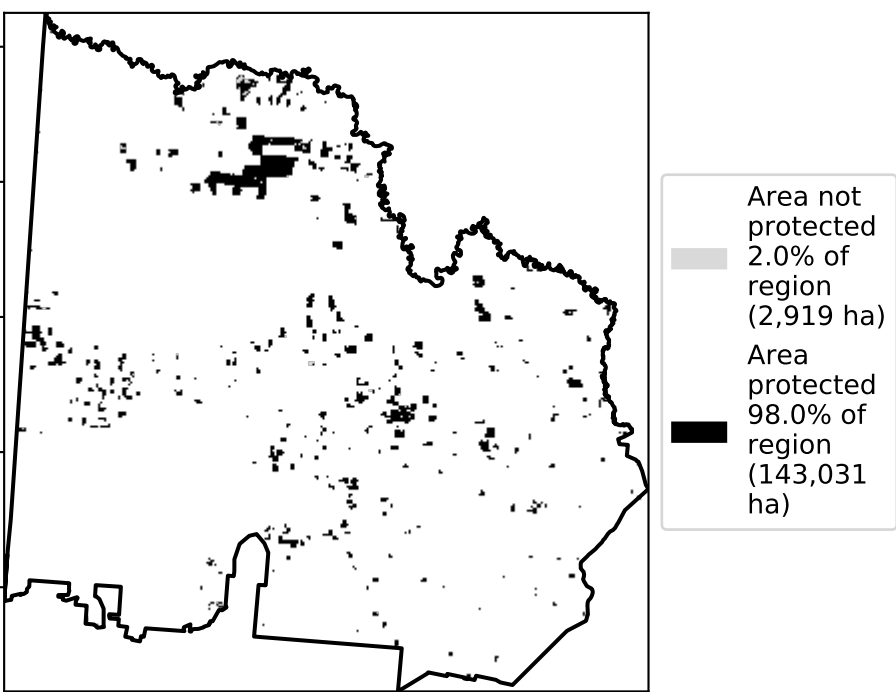 Area not
protected
2.0% of
region
(2,919 ha)
Area
protected
98.0% of
region
(143,031
ha)